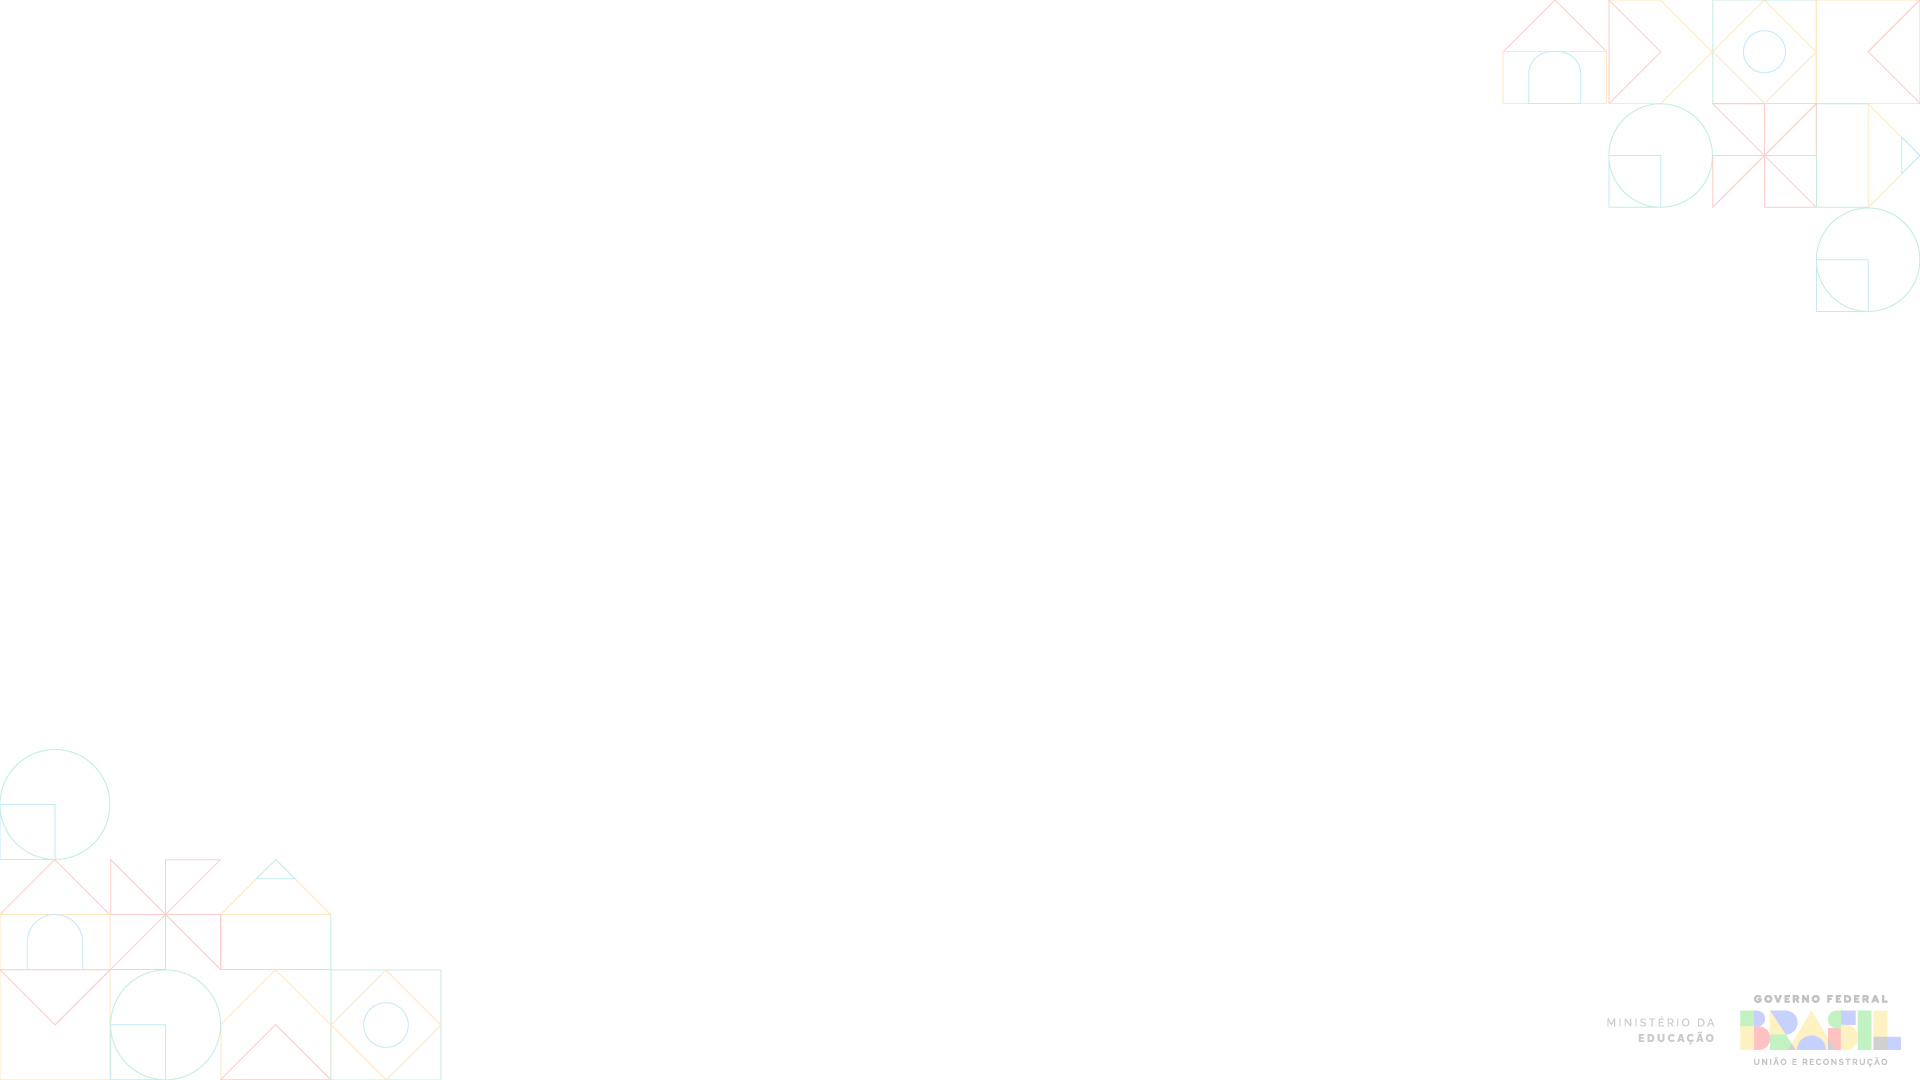 GOVERNO FEDERAL
MINISTÉRIO DA
EDUCAÇÃO
BRASIL
UNIÃO E RECONSTRUÇÃO